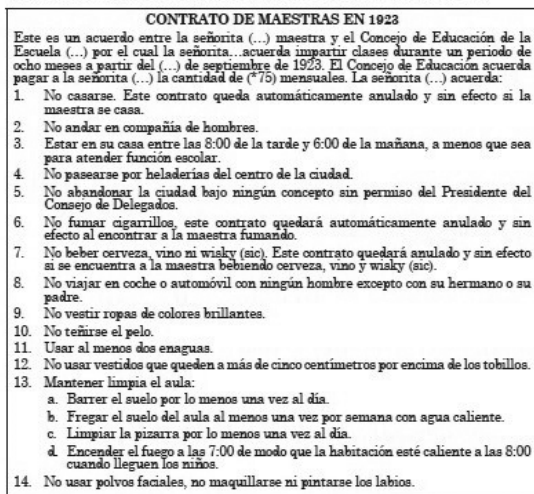 CONTRATO DE MAESTRAS EN 1923
Este es un acuerdo entre la señorita (...) maestra y el Concejo de Educación de la
Escuela (...) por el cual la señorita...acuerda impartir clases durante un periodo de
ocho meses a partir del (...) de septiembre de 1923. El Concejo de Educación acuerda
pagar a la señorita (...) la cantidad de (*75) mensuales. La señorita (...) acuerda:
1. No casarse. Este contrato queda automáticamente anulado y sin efecto si la
maestra se casa.
2. No andar en compañía de hombres.
3. Estar en su casa entre las 8:00 de la tarde y 6:00 de la mañana, a menos que sea
para atender función escolar.
4. No pasearse por heladerías del centro de la ciudad.
5. No abandonar la ciudad bajo ningún concepto sin permiso del Presidente del
Consejo de Delegados.
6. No fumar cigarrillos, este contrato quedará automáticamente anulado y sin
efecto al encontrar a la maestra fumando.
7. No beber cerveza, vino ni wisky (sic). Este contrato quedará anulado y sin efecto
si se encuentra a la maestra bebiendo cerveza, vino y wisky (sic).
8. No viajar en coche o automóvil con ningún hombre excepto con su hermano o su
padre.
9. No vestir ropas de colores brillantes.
10. No teñirse el pelo.
11. Usar al menos dos enaguas.
12. No usar vestidos que queden a más de cinco centímetros por encima de los tobillos.
13. Mantener limpia el aula:
a. Barrer el suelo por lo menos una vez al día.
b. Fregar el suelo del aula al menos una vez por semana con agua caliente.
c. Limpiar la pizarra por lo menos una vez al día.
d. Encender el fuego a las 7:00 de modo que la habitación esté caliente a las 8:00
cuando lleguen los niños.
14. No usar polvos faciales, no maquillarse ni pintarse los labios.